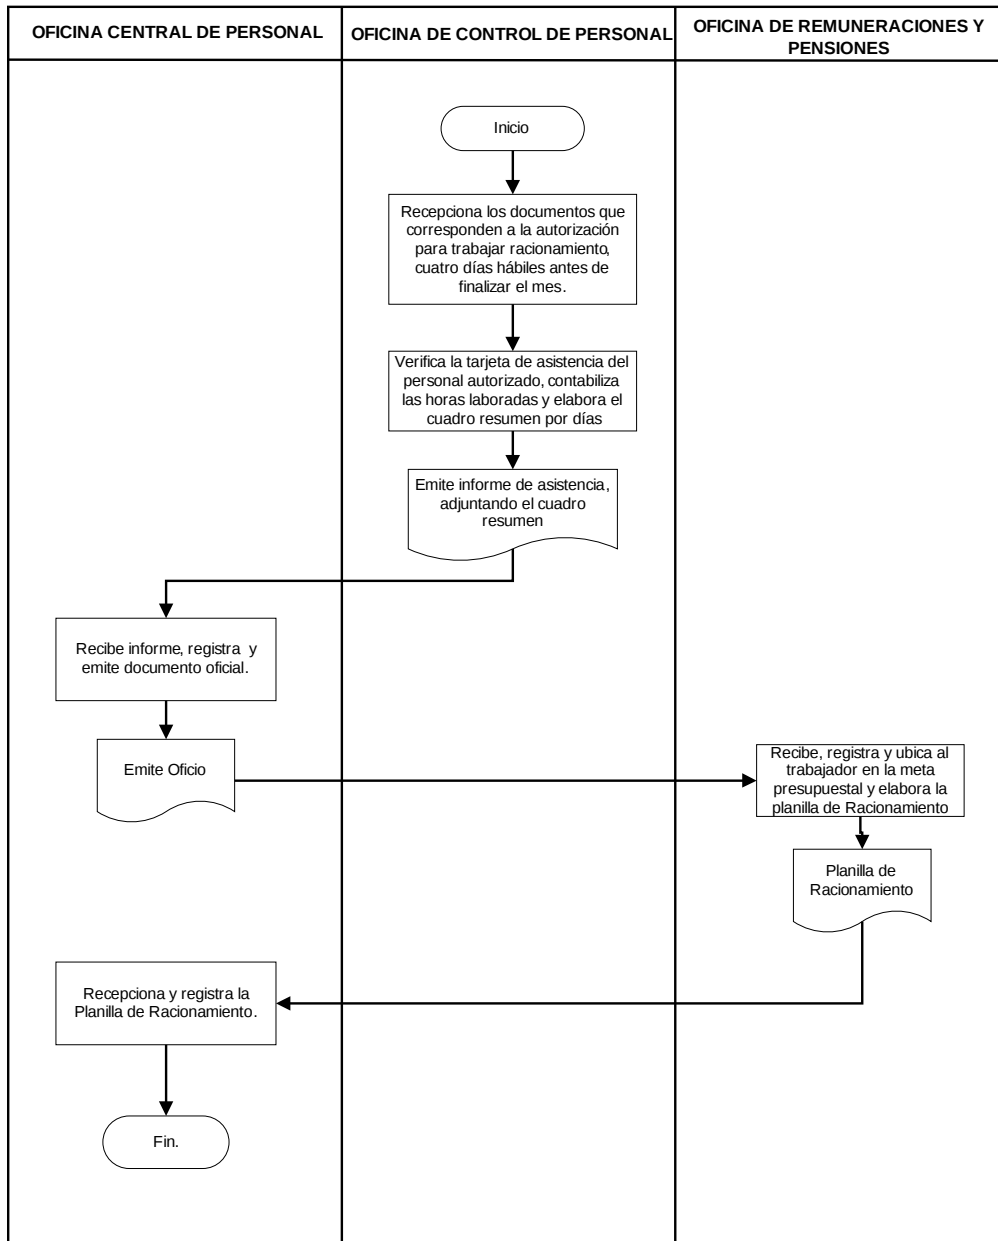 OFICINA CENTRAL DE PERSONAL
OFICINA DE CONTROL DE PERSONAL
OFICINA DE REMUNERACIONES Y
PENSIONES
Inicio
Recepciona los documentos que
corresponden a la autorización
para trabajar racionamiento,
cuatro días hábiles antes de
finalizar el mes.
Verifica la tarjeta de asistencia del
personal autorizado, contabiliza
las horas laboradas y elabora el
cuadro resumen por días
Emite informe de asistencia,
adjuntando el cuadro
resumen
Recibe informe, registra y
emite documento oficial.
Emite Oficio
Recibe, registra y ubica al
trabajador en la meta
presupuestal y elabora la
planilla de Racionamiento
Planilla de
Racionamiento
Recepciona y registra la
Planilla de Racionamiento.
Fin.